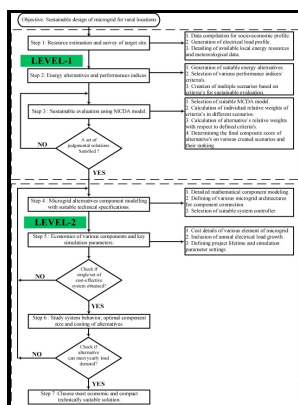 Objective: Sustainable design of microgrid for rural locations
Step 1: Resource estimation and survey of target site.
1. Data compilation for socio-economic profile
2. Generation of electrical load profile.
3. Detailing of available local energy resources
and meteorological data.
LEVEL-1
Step 2: Energy alternatives and performances indices.
1. Generation of suitable energy alternatives.
2. Selection of various performance indices/
criteria's.
3. Creation of multiple scenarios based on
criteria's for sustainable evaluation.
Step 3 : Sustainable evaluation using MCDA model.
1. Selection of suitable MCDA model.
2. Calculation of individual relative weights of
criteria's in different scenarios.
3. Calculation of alternative's relative weights
with respect to defined criteria's.
4. Determining the final composite score of
alternative's on various created scenarios and
their ranking.
NO
A set of
judgmental solutions
Satisfied ?
YES
Step 4 : Microgrid alternatives component modelling
with suitable technical specifications.
1. Detailed mathematical component modeling.
2. Defining of various microgrid architectures
for component connection.
3. Selection of suitable system controller
LEVEL-2
Step 5 : Economics of various components and key
simulation parameters.
1. Cost details of various element of microgrid.
2. Inclusion of annual electrical load growth.
3. Defining project lifetime and simulation
parameter settings.
NO
Check if
single/set of
cost-effective
system obtained?
YES
Step 6 : Study system behavior, optimal component
size and costing of alternatives.
NO
Check if
alternative
can meet yearly load
demand?
YES
Step 7 :Choose most economic and compact
technically suitable solution.